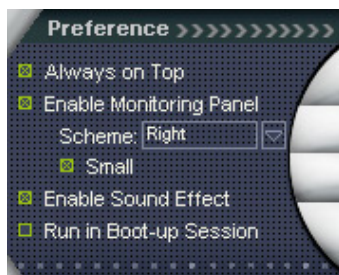 Preference >>>>>>>>>>>
Always on Top
Enable Monitoring Panel
Scheme: Right
Small
Enable Sound Effect
Run in Boot-up Session